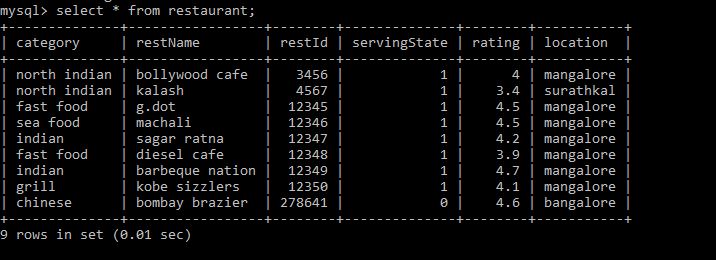 mysql> select * from restaurant;
+--------------+------------------+--------+--------------+--------+-----------+
| category     | restName         | restId | servingState | rating | location  |
+--------------+------------------+--------+--------------+--------+-----------+
| north indian | bollywood cafe   |   3456 |            1 |      4 | mangalore |
| north indian | kalash           |   4567 |            1 |    3.4 | surathkal |
| fast food    | g.dot            |  12345 |            1 |    4.5 | mangalore |
| sea food     | machali          |  12346 |            1 |    4.5 | mangalore |
| indian       | sagar ratna      |  12347 |            1 |    4.2 | mangalore |
| fast food    | diesel cafe      |  12348 |            1 |    3.9 | mangalore |
| indian       | barbeque nation  |  12349 |            1 |    4.7 | mangalore |
| grill        | kobe sizzlers    |  12350 |            1 |    4.1 | mangalore |
| chinese      | bombay brazier   | 278641 |            0 |    4.6 | bangalore |
+--------------+------------------+--------+--------------+--------+-----------+
9 rows in set (0.01 sec)